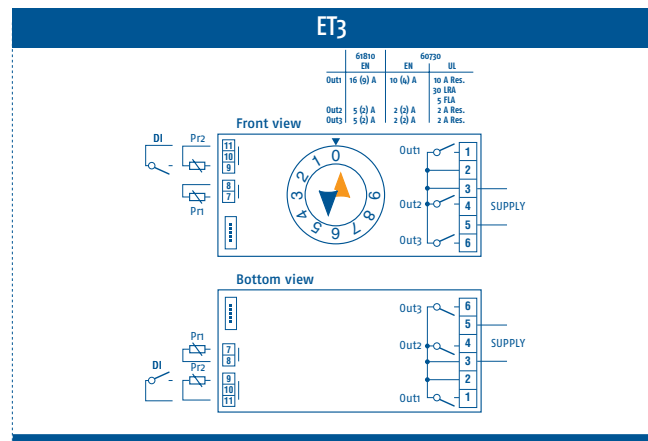 ET3
61810 60730
EN EN UL
Out1 16 (9) A 10 (4) A 10 A Res.
30 LRA
5 FLA
Out2 5 (2) A 2 (2) A 2 A Res.
Out3 5 (2) A 2 (2) A 2 A Res.
Front view
DI Pr2
11
10
9
8
7
Pr1
0 1 2 3 4 5 6 7 8 9
Out1 1
2
3
Out2 4 SUPPLY
5
Out3 6
Bottom view
Out3 6
5
Out2 4 SUPPLY
3
2
Out1 1
Pr1
7
8
DI Pr2
9
10
11